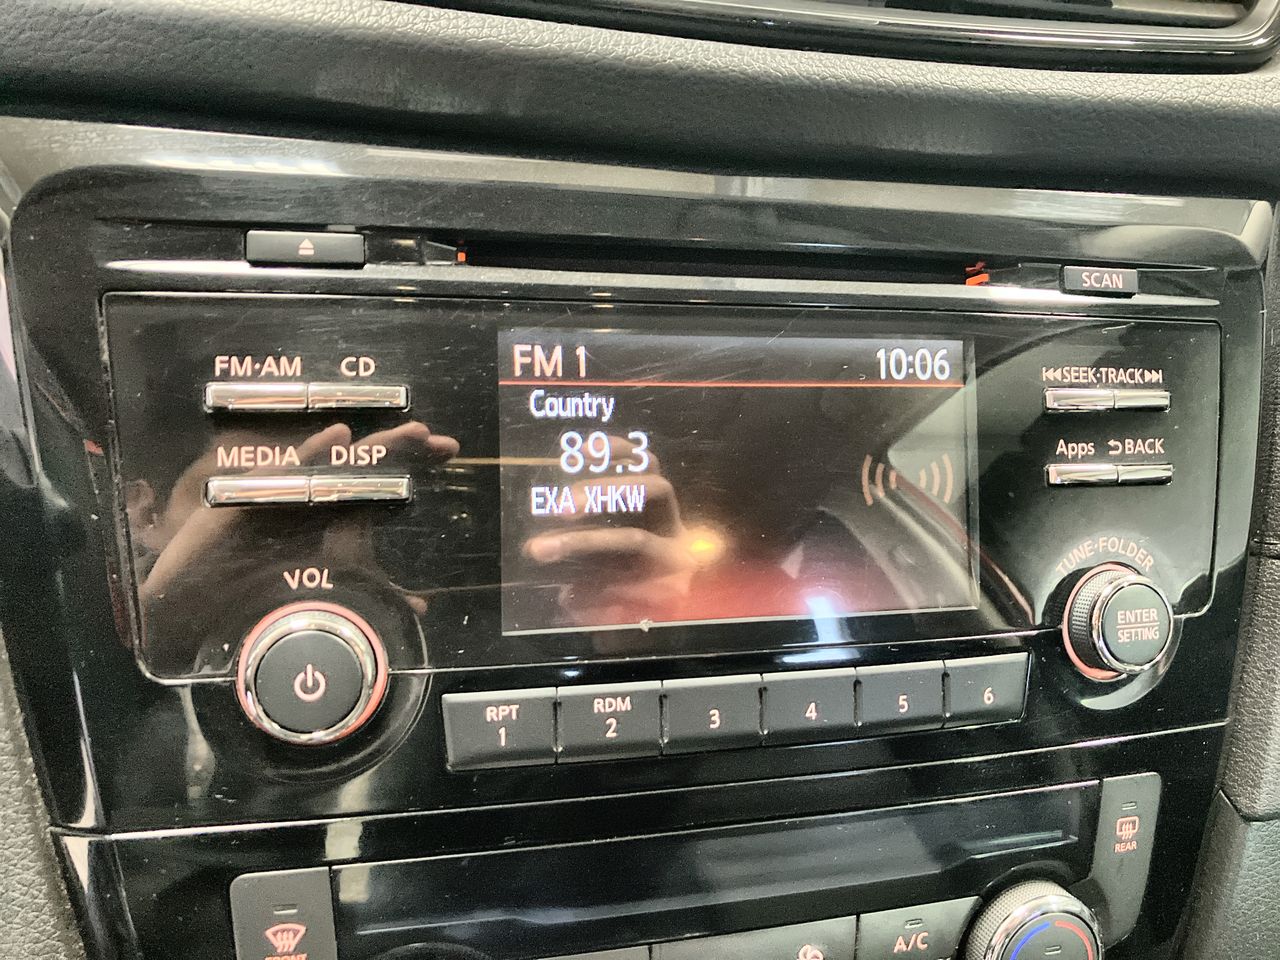 SCAN
FM·AM CD
MEDIA DISP
VOL
FM 1 10:06
Country
89.3
EXA XHKW
SEEK·TRACK
Apps BACK
TUNE·FOLDER
ENTER
SETTING
RPT
1
RDM
2
3
4
5
6
REAR
FRONT
A/C